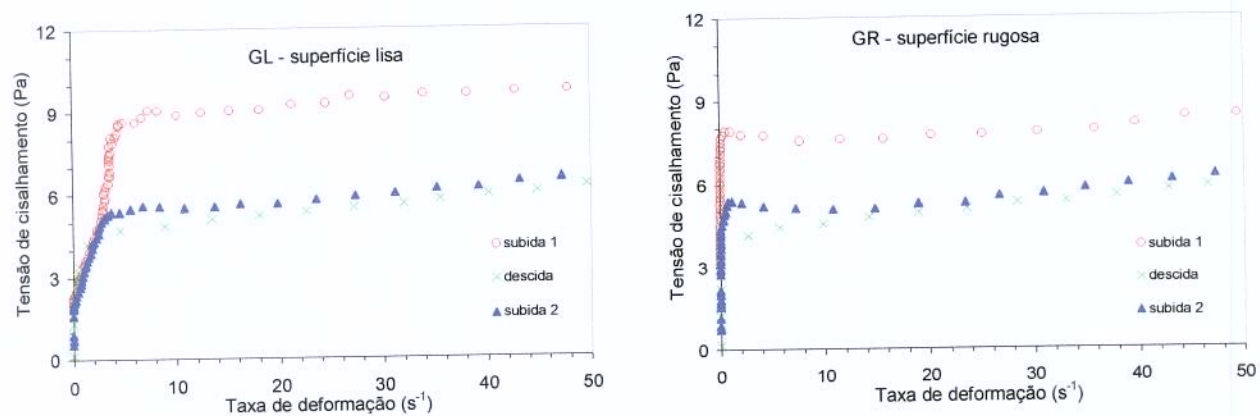 GL - superfície lisa
Tensão de cisalhamento (Pa)
12
9
6
3
0
subida 1
descida
subida 2
0 10 20 30 40 50
Taxa de deformação (s⁻¹)
GR - superfície rugosa
Tensão de cisalhamento (Pa)
12
9
6
3
0
subida 1
descida
subida 2
0 10 20 30 40 50
Taxa de deformação (s⁻¹)